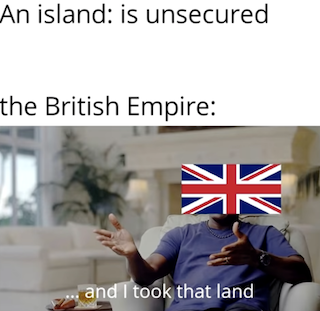 An island: is unsecured
the British Empire:
... and I took that land